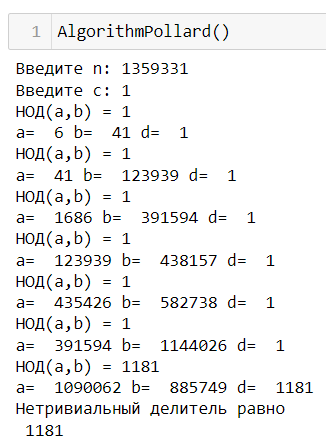 1 AlgorithmPollard()
Введите n: 1359331
Введите c: 1
НОД(a,b) = 1
a=  6 b=  41 d=  1
НОД(a,b) = 1
a=  41 b=  123939 d=  1
НОД(a,b) = 1
a=  1686 b=  391594 d=  1
НОД(a,b) = 1
a=  123939 b=  438157 d=  1
НОД(a,b) = 1
a=  435426 b=  582738 d=  1
НОД(a,b) = 1
a=  391594 b=  1144026 d=  1
НОД(a,b) = 1181
a=  1090062 b=  885749 d=  1181
Нетривиальный делитель равно
1181